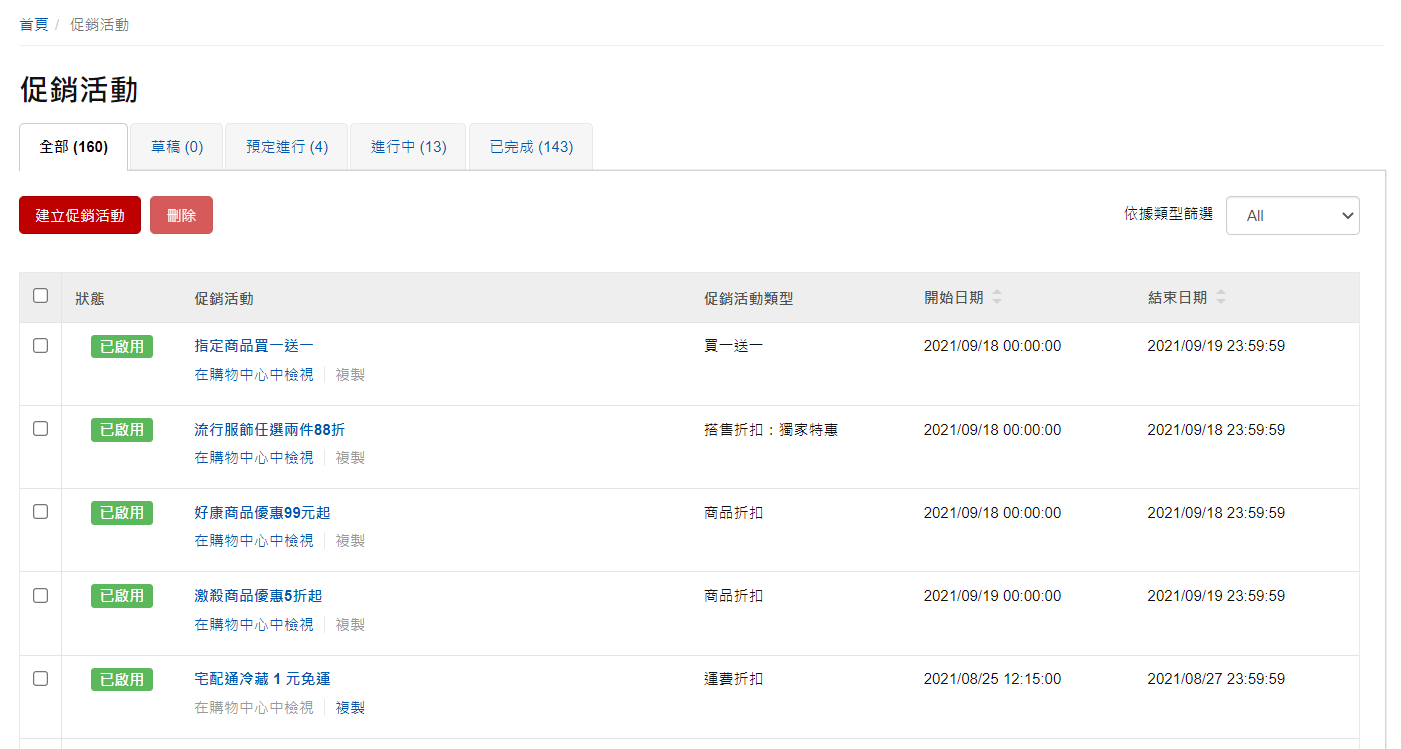 首頁 / 促銷活動
促銷活動
全部 (160) 草稿 (0) 預定進行 (4) 進行中 (13) 已完成 (143)
建立促銷活動 刪除 依據類型篩選 All
狀態 促銷活動 促銷活動類型 開始日期 結束日期
已啟用 指定商品買一送一 買一送一 2021/09/18 00:00:00 2021/09/19 23:59:59
在購物中心中檢視 複製
已啟用 流行服飾任選兩件88折 搭售折扣：獨家特惠 2021/09/18 00:00:00 2021/09/18 23:59:59
在購物中心中檢視 複製
已啟用 好康商品優惠99元起 商品折扣 2021/09/18 00:00:00 2021/09/18 23:59:59
在購物中心中檢視 複製
已啟用 激殺商品優惠5折起 商品折扣 2021/09/19 00:00:00 2021/09/19 23:59:59
在購物中心中檢視 複製
已啟用 宅配通冷藏 1 元免運 運費折扣 2021/08/25 12:15:00 2021/08/27 23:59:59
在購物中心中檢視 複製